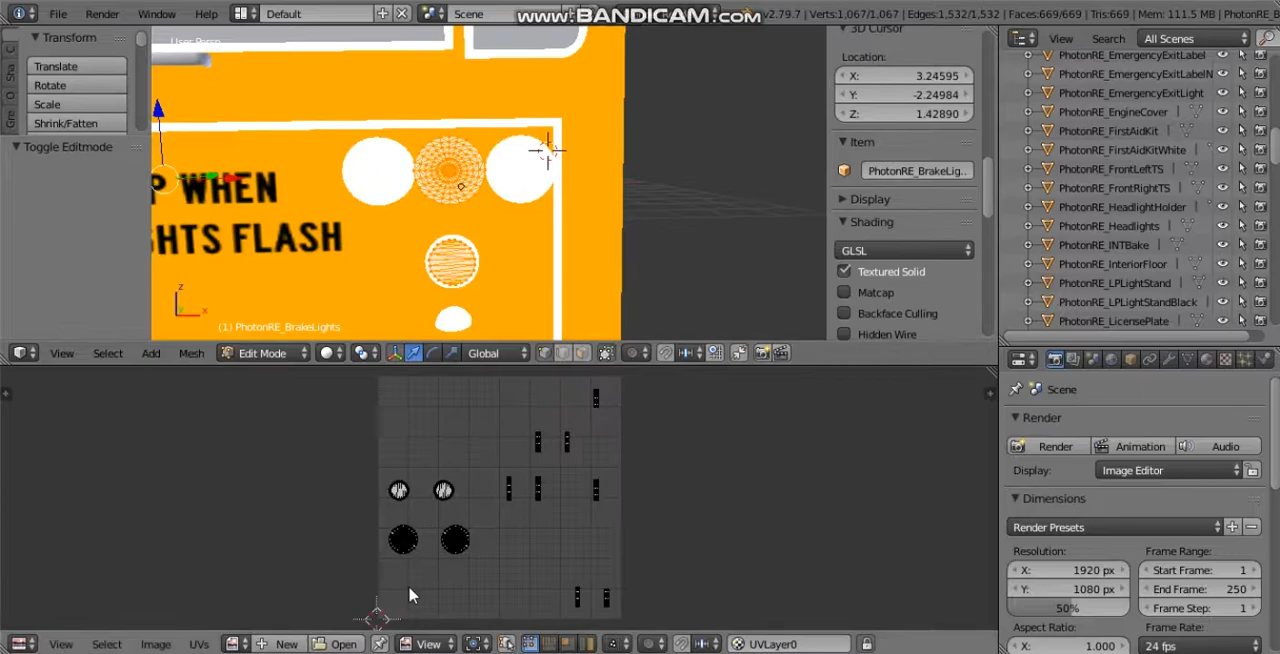 www.BANDICAM.com
File Render Window Help Default Scene v2.79.7 | Verts:1,067/1,067 | Edges:1,532/1,532 | Faces:669/669 | Tris:669 | Mem: 111.5 MB | PhotonRE_B
Transform
Translate
Rotate
Scale
Shrink/Fatten
Toggle Editmode
User Persp
P WHEN
GHTS FLASH
z
x
(1) PhotonRE_BrakeLights
View Select Add Mesh Edit Mode Global
3D Cursor
Location:
X: 3.24595
Y: -2.24984
Z: 1.42890
Item
PhotonRE_BrakeLig..
Display
Shading
GLSL
Textured Solid
Matcap
Backface Culling
Hidden Wire
View Search All Scenes
PhotonRE_EmergencyExitLabel
PhotonRE_EmergencyExitLabelN
PhotonRE_EmergencyExitLight
PhotonRE_EngineCover
PhotonRE_FirstAidKit
PhotonRE_FirstAidKitWhite
PhotonRE_FrontLeftTS
PhotonRE_FrontRightTS
PhotonRE_HeadlightHolder
PhotonRE_Headlights
PhotonRE_INTBake
PhotonRE_InteriorFloor
PhotonRE_LPLightStand
PhotonRE_LPLightStandBlack
PhotonRE_LicensePlate
Scene
Render
Render Animation Audio
Display: Image Editor
Dimensions
Render Presets
Resolution: Frame Range:
X: 1920 px Start Frame: 1
Y: 1080 px End Frame: 250
50% Frame Step: 1
Aspect Ratio: Frame Rate:
X: 1.000 24 fps
View Select Image UVs New Open View UVLayer0